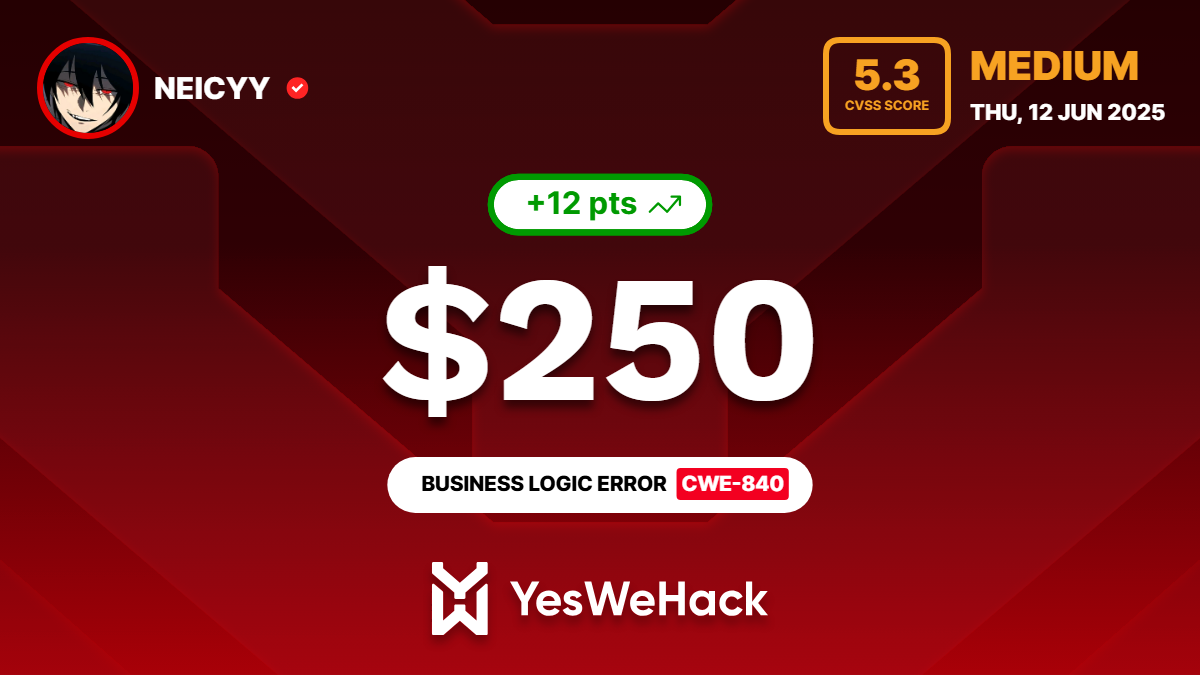 NEICYY
5.3
CVSS SCORE
MEDIUM
THU, 12 JUN 2025
+12 pts
$250
BUSINESS LOGIC ERROR CWE-840
YesWeHack